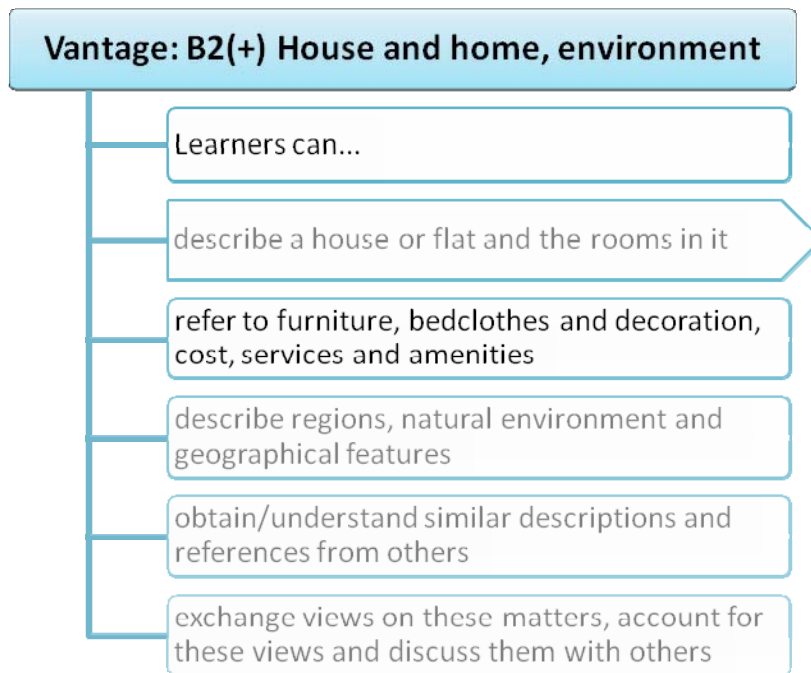 Vantage: B2(+) House and home, environment
Learners can...
describe a house or flat and the rooms in it
refer to furniture, bedclothes and decoration,
cost, services and amenities
describe regions, natural environment and
geographical features
obtain/understand similar descriptions and
references from others
exchange views on these matters, account for
these views and discuss them with others